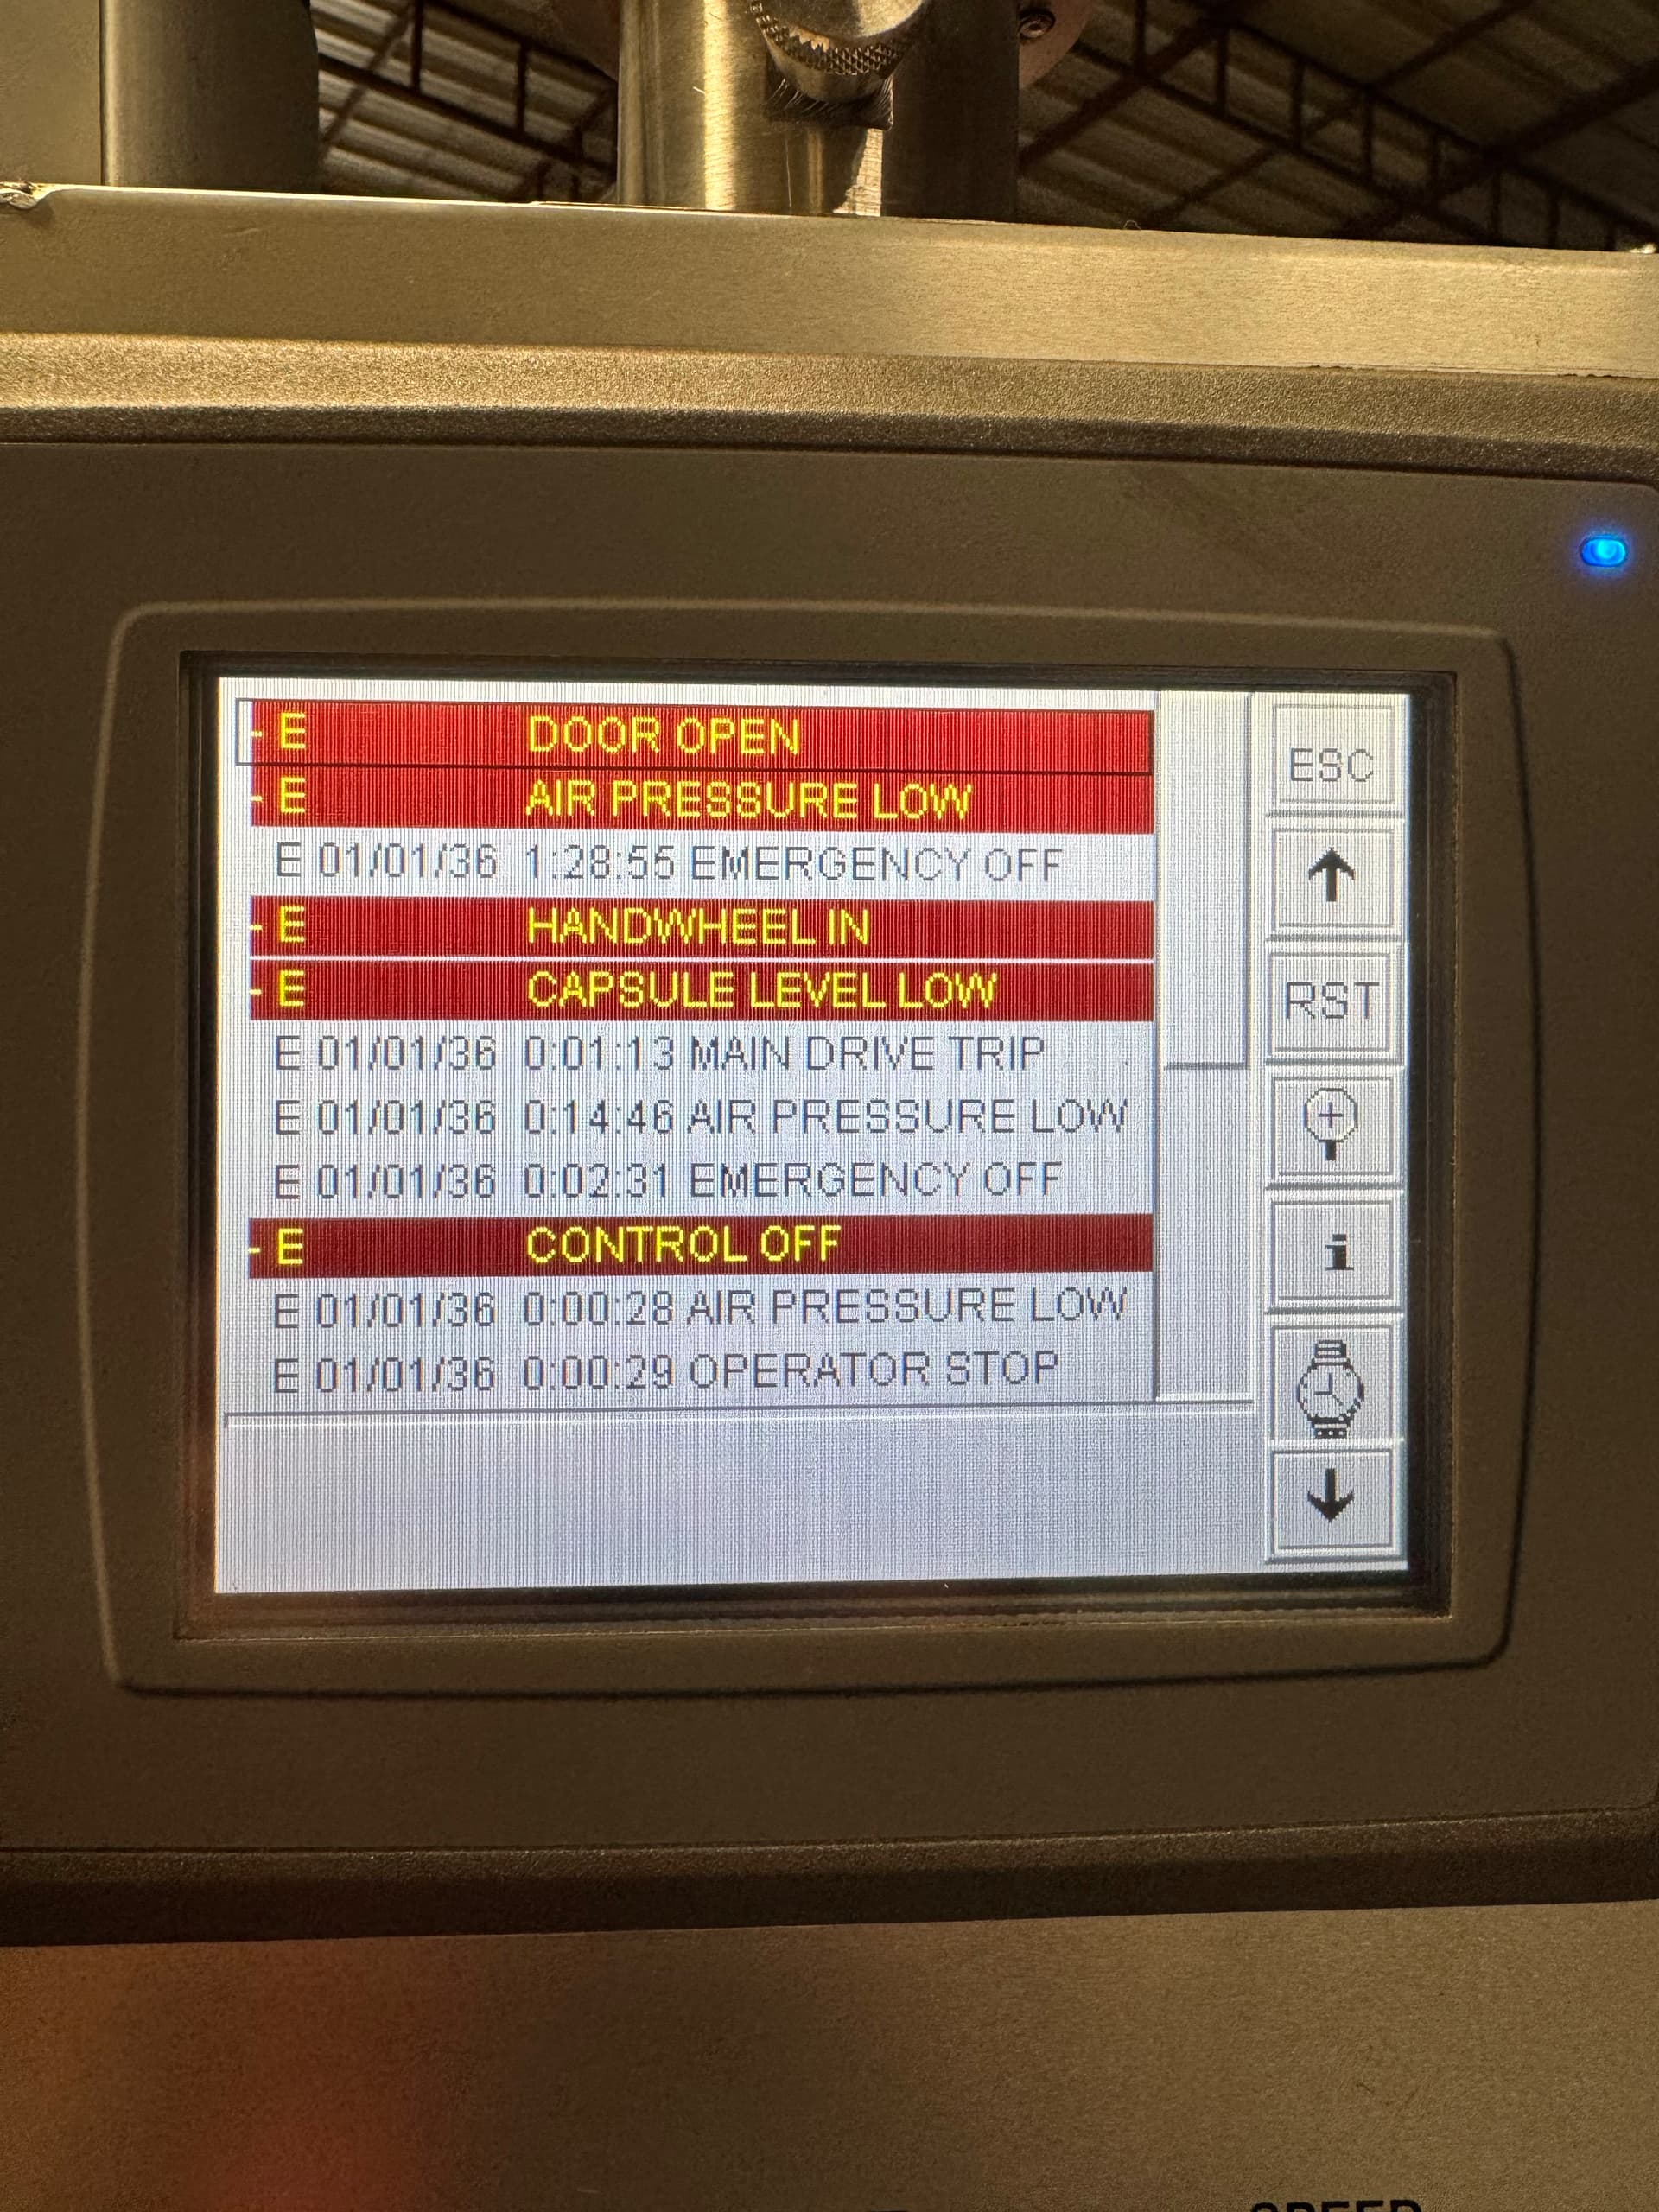 - E DOOR OPEN
- E AIR PRESSURE LOW
E 01/01/36 1:28:55 EMERGENCY OFF
- E HANDWHEEL IN
- E CAPSULE LEVEL LOW
E 01/01/36 0:01:13 MAIN DRIVE TRIP
E 01/01/36 0:14:46 AIR PRESSURE LOW
E 01/01/36 0:02:31 EMERGENCY OFF
- E CONTROL OFF
E 01/01/36 0:00:28 AIR PRESSURE LOW
E 01/01/36 0:00:29 OPERATOR STOP
ESC
RST
i
SPEED